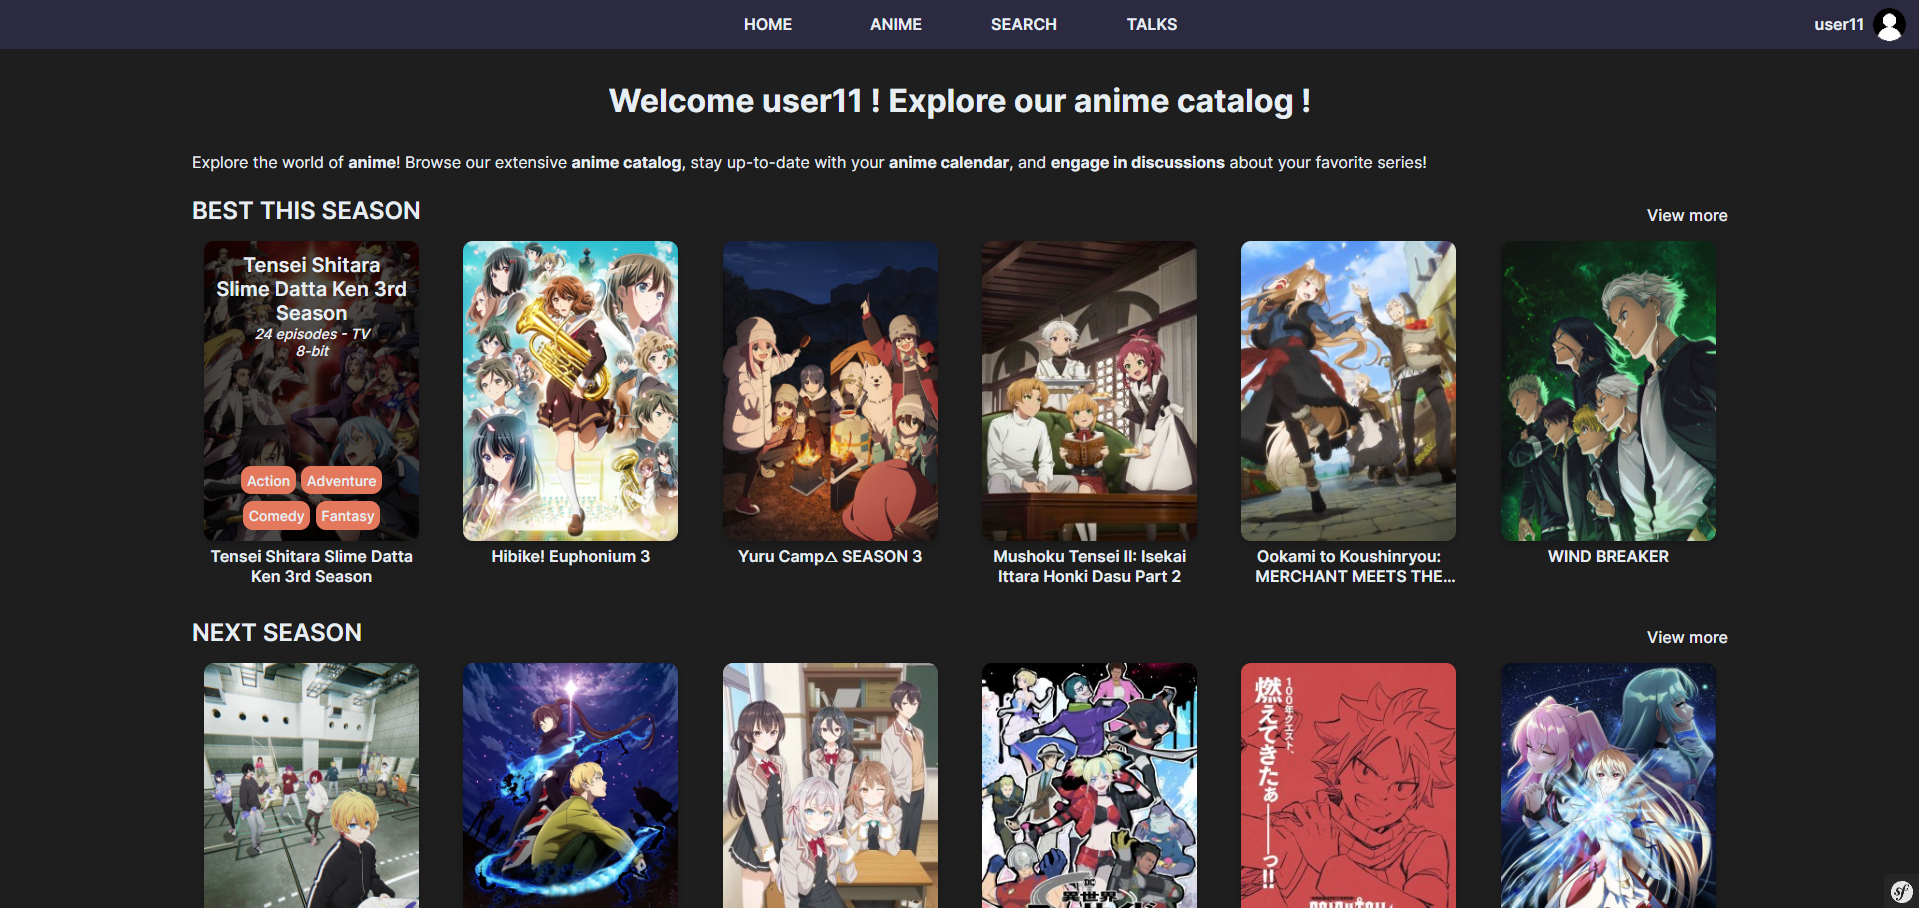 HOME
ANIME
SEARCH
TALKS
user11
Welcome user11 ! Explore our anime catalog !
Explore the world of anime! Browse our extensive anime catalog, stay up-to-date with your anime calendar, and engage in discussions about your favorite series!
BEST THIS SEASON
View more
Tensei Shitara
Slime Datta Ken 3rd
Season
24 episodes - TV
8-bit
Action
Adventure
Comedy
Fantasy
Tensei Shitara Slime Datta
Ken 3rd Season
Hibike! Euphonium 3
Yuru Camp△ SEASON 3
Mushoku Tensei II: Isekai
Ittara Honki Dasu Part 2
Ookami to Koushinryou:
MERCHANT MEETS THE...
WIND BREAKER
NEXT SEASON
View more
100年クエスト、
燃えてきたぁ――っ!!
DC
異世界
sf